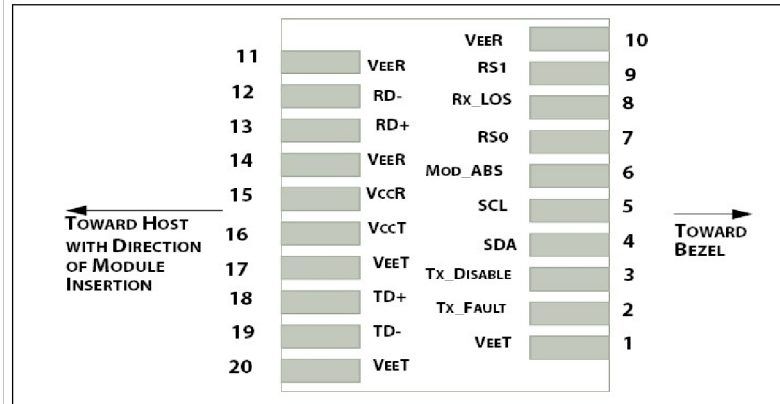 11 VEER
12 RD-
13 RD+
14 VEER
15 VCCR
16 VCCT
17 VEET
18 TD+
19 TD-
20 VEET
VEER 10
RS1 9
RX_LOS 8
RS0 7
MOD_ABS 6
SCL 5
SDA 4
TX_DISABLE 3
TX_FAULT 2
VEET 1
TOWARD HOST
WITH DIRECTION
OF MODULE
INSERTION
TOWARD
BEZEL